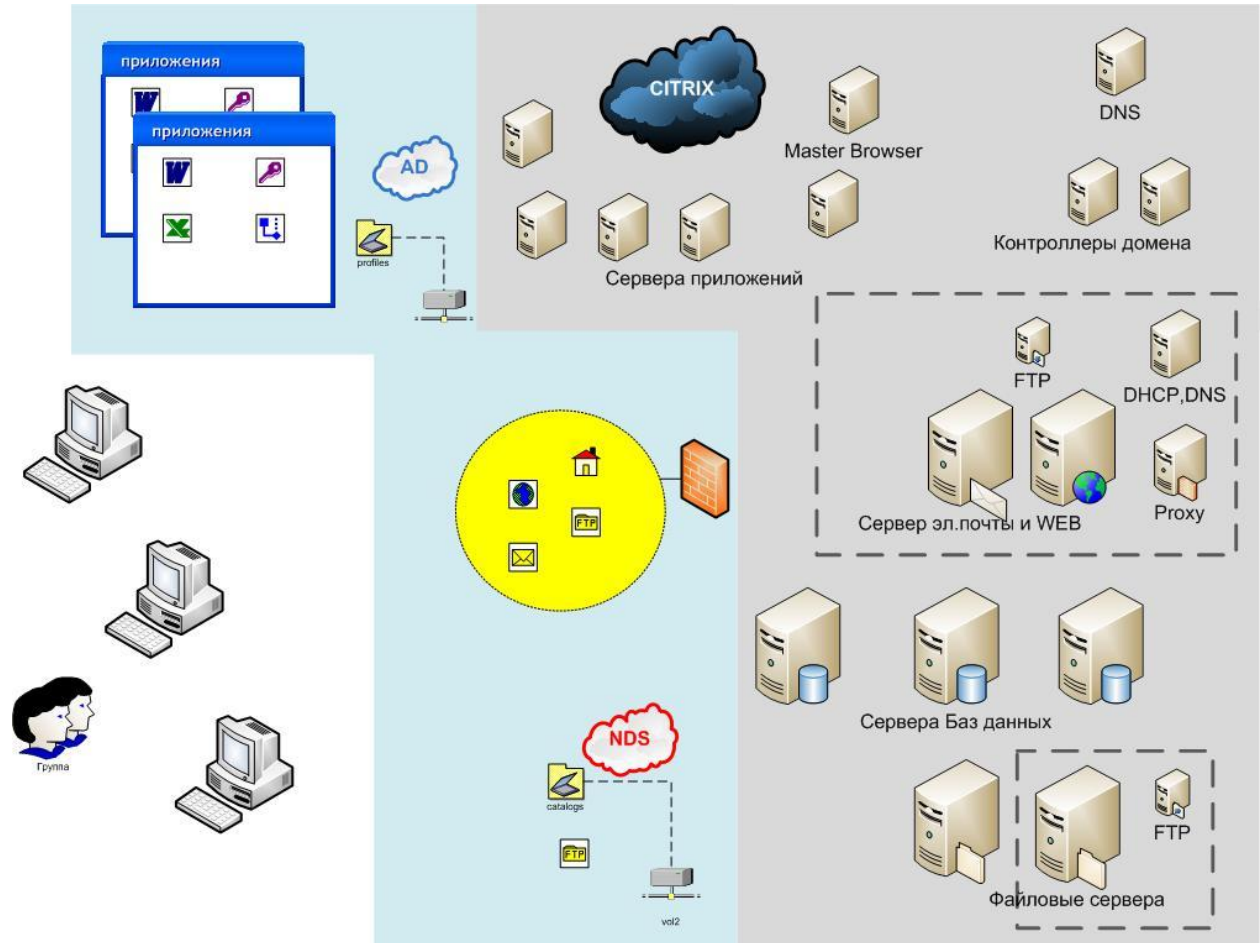 приложения
приложения
AD
profiles
CITRIX
Master Browser
DNS
Сервера приложений
Контроллеры домена
FTP
DHCP,DNS
Сервер эл.почты и WEB
Proxy
FTP
Сервера Баз данных
Группа
NDS
catalogs
FTP
vol2
FTP
Файловые сервера